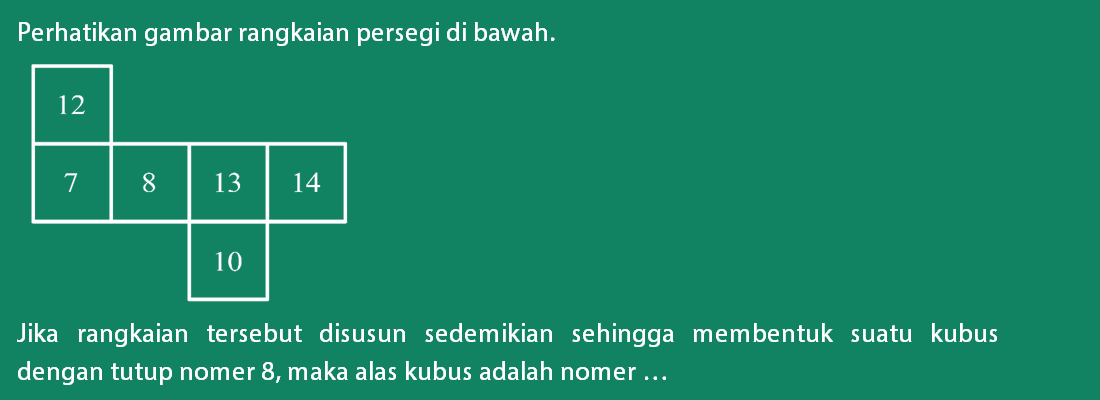 Perhatikan gambar rangkaian persegi di bawah.
12
7 8 13 14
10
Jika rangkaian tersebut disusun sedemikian sehingga membentuk suatu kubus
dengan tutup nomer 8, maka alas kubus adalah nomer ...